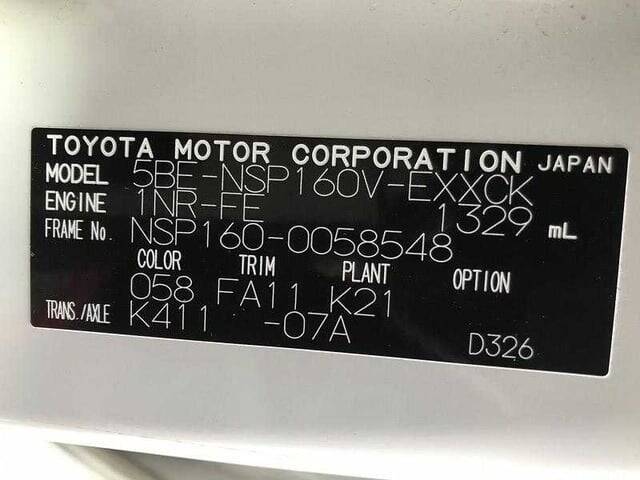 TOYOTA MOTOR CORPORATION JAPAN
MODEL 5BE-NSP160V-EXXCK
ENGINE 1NR-FE 1329 mL
FRAME No. NSP160-0058548
COLOR TRIM PLANT OPTION
058 FA11 K21
TRANS./AXLE K411 -07A
D326